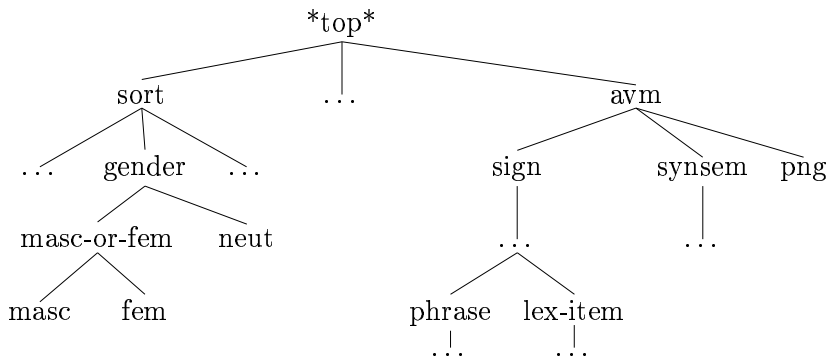 *top*
sort ... avm
... gender ... sign synsem png
masc-or-fem neut ... ...
masc fem phrase lex-item
... ...